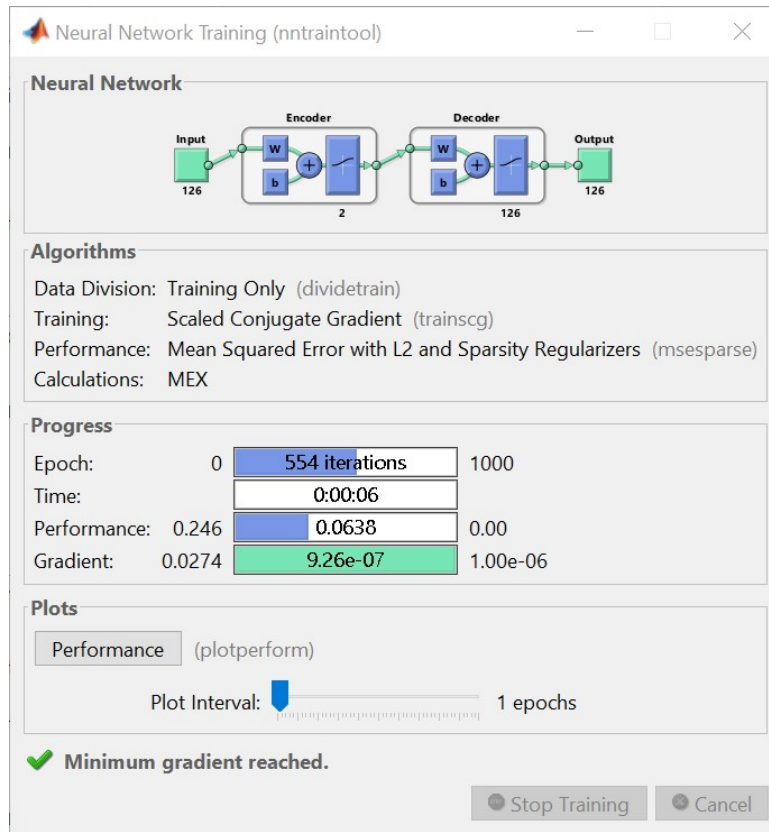 Neural Network Training (nntraintool)
Neural Network
Encoder Decoder
Input Output
W W
+ +
b b
126 126
2 126
Algorithms
Data Division: Training Only (dividetrain)
Training: Scaled Conjugate Gradient (trainscg)
Performance: Mean Squared Error with L2 and Sparsity Regularizers (msesparse)
Calculations: MEX
Progress
Epoch: 0 554 iterations 1000
Time: 0:00:06
Performance: 0.246 0.0638 0.00
Gradient: 0.0274 9.26e-07 1.00e-06
Plots
Performance (plotperform)
Plot Interval: 1 epochs
Minimum gradient reached.
Stop Training Cancel